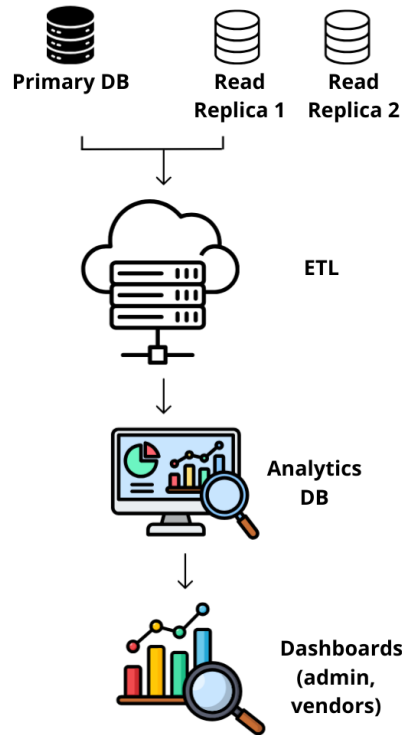 Primary DB
Read
Replica 1
Read
Replica 2
ETL
Analytics
DB
Dashboards
(admin,
vendors)